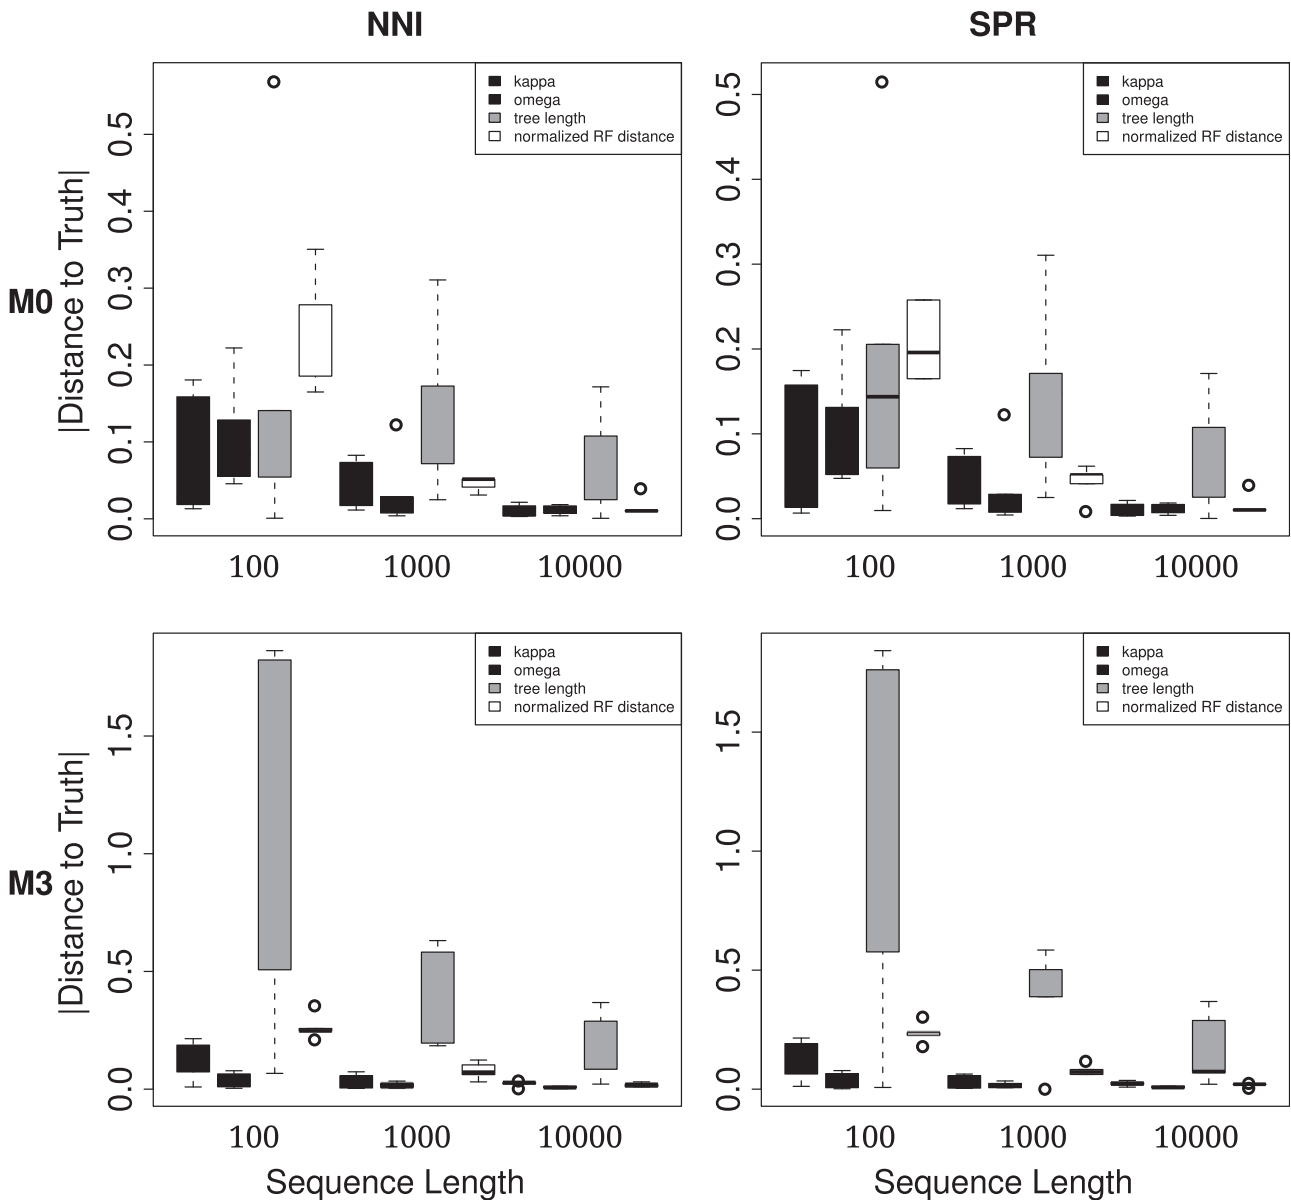 NNI
SPR
M0
|Distance to Truth|
0.0
0.1
0.2
0.3
0.4
0.5
kappa
omega
tree length
normalized RF distance
100
1000
10000
0.0
0.1
0.2
0.3
0.4
0.5
kappa
omega
tree length
normalized RF distance
100
1000
10000
M3
|Distance to Truth|
0.0
0.5
1.0
1.5
kappa
omega
tree length
normalized RF distance
100
1000
10000
Sequence Length
0.0
0.5
1.0
1.5
kappa
omega
tree length
normalized RF distance
100
1000
10000
Sequence Length